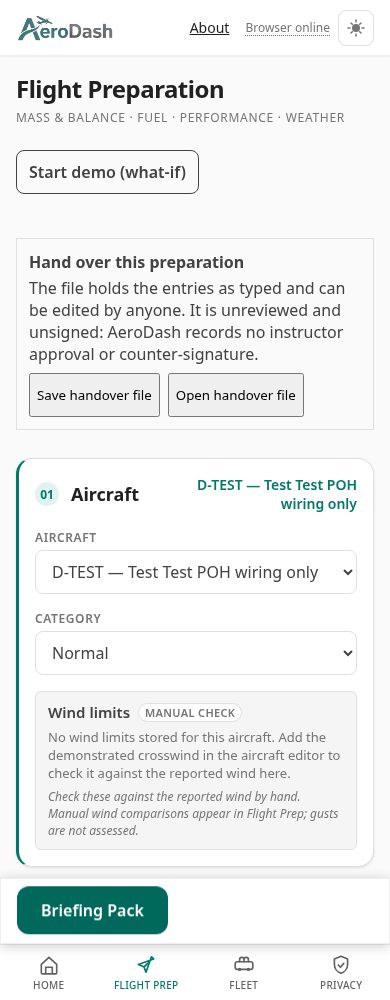 AeroDash
About
Browser online
Flight Preparation
MASS & BALANCE · FUEL · PERFORMANCE · WEATHER
Start demo (what-if)
Hand over this preparation
The file holds the entries as typed and can
be edited by anyone. It is unreviewed and
unsigned: AeroDash records no instructor
approval or counter-signature.
Save handover file
Open handover file
01
Aircraft
D-TEST — Test Test POH
wiring only
AIRCRAFT
D-TEST — Test Test POH wiring only
CATEGORY
Normal
Wind limits
MANUAL CHECK
No wind limits stored for this aircraft. Add the
demonstrated crosswind in the aircraft editor to
check it against the reported wind here.
Check these against the reported wind by hand.
Manual wind comparisons appear in Flight Prep; gusts
are not assessed.
Briefing Pack
HOME
FLIGHT PREP
FLEET
PRIVACY